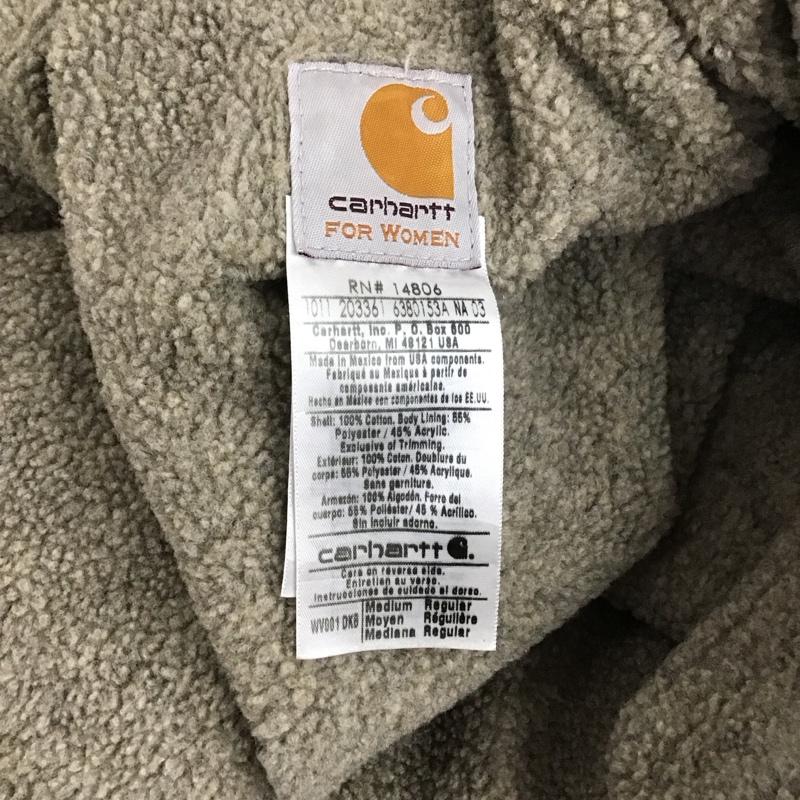 carhartt
FOR WOMEN
RN# 14806
1011 203361 6380153A NA 03
Carhartt, Inc. P. O. Box 600
Dearborn, MI 48121 USA
Made in Mexico from USA components.
Fabriqué au Mexique à partir de
composants américains.
Hecho en México con componentes de los EE.UU.
Shell: 100% Cotton. Body Lining: 55%
Polyester / 45% Acrylic.
Exclusive of Trimming.
Extérieur: 100% Coton. Doublure du
corps: 55% Polyester / 45% Acrylique.
Sans garniture.
Armazón: 100% Algodón. Forro del
cuerpo: 55% Poliéster/ 45 % Acrílico.
Sin incluir adorno.
carhartt
Care on reverse side.
Entretien au verso.
Instrucciones de cuidado al dorso.
WV001 DKB
Medium Regular
Moyen Régulière
Mediana Regular